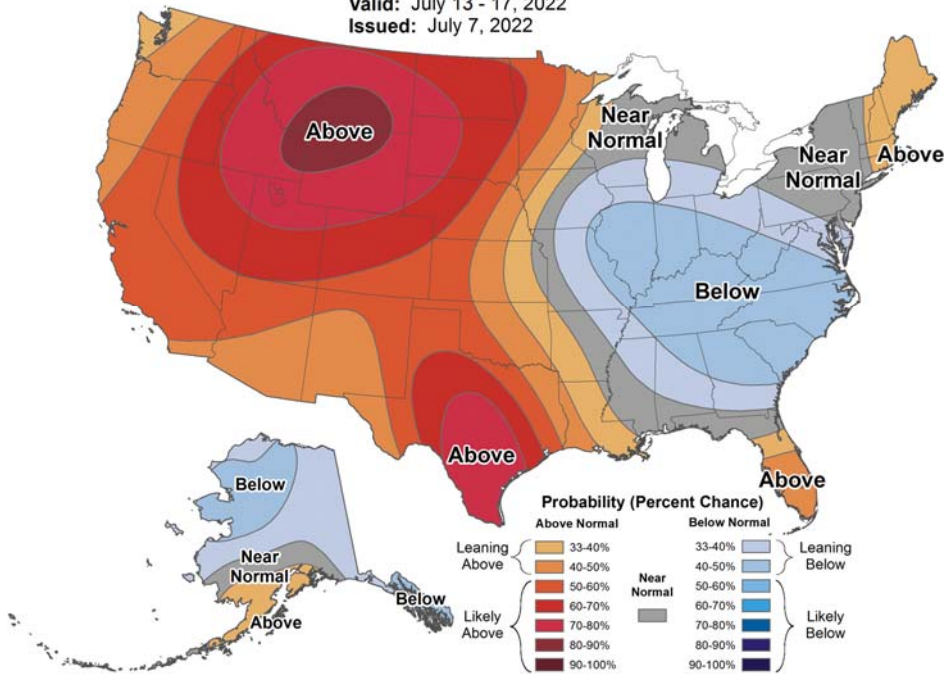 Valid: July 13 - 17, 2022
Issued: July 7, 2022
Above
Near
Normal
Near
Normal
Above
Below
Above
Above
Below
Near
Normal
Above
Below
Probability (Percent Chance)
Above Normal
Below Normal
Leaning
Above
33-40%
40-50%
Likely
Above
50-60%
60-70%
70-80%
80-90%
90-100%
Near
Normal
33-40%
40-50%
Leaning
Below
50-60%
60-70%
70-80%
80-90%
90-100%
Likely
Below